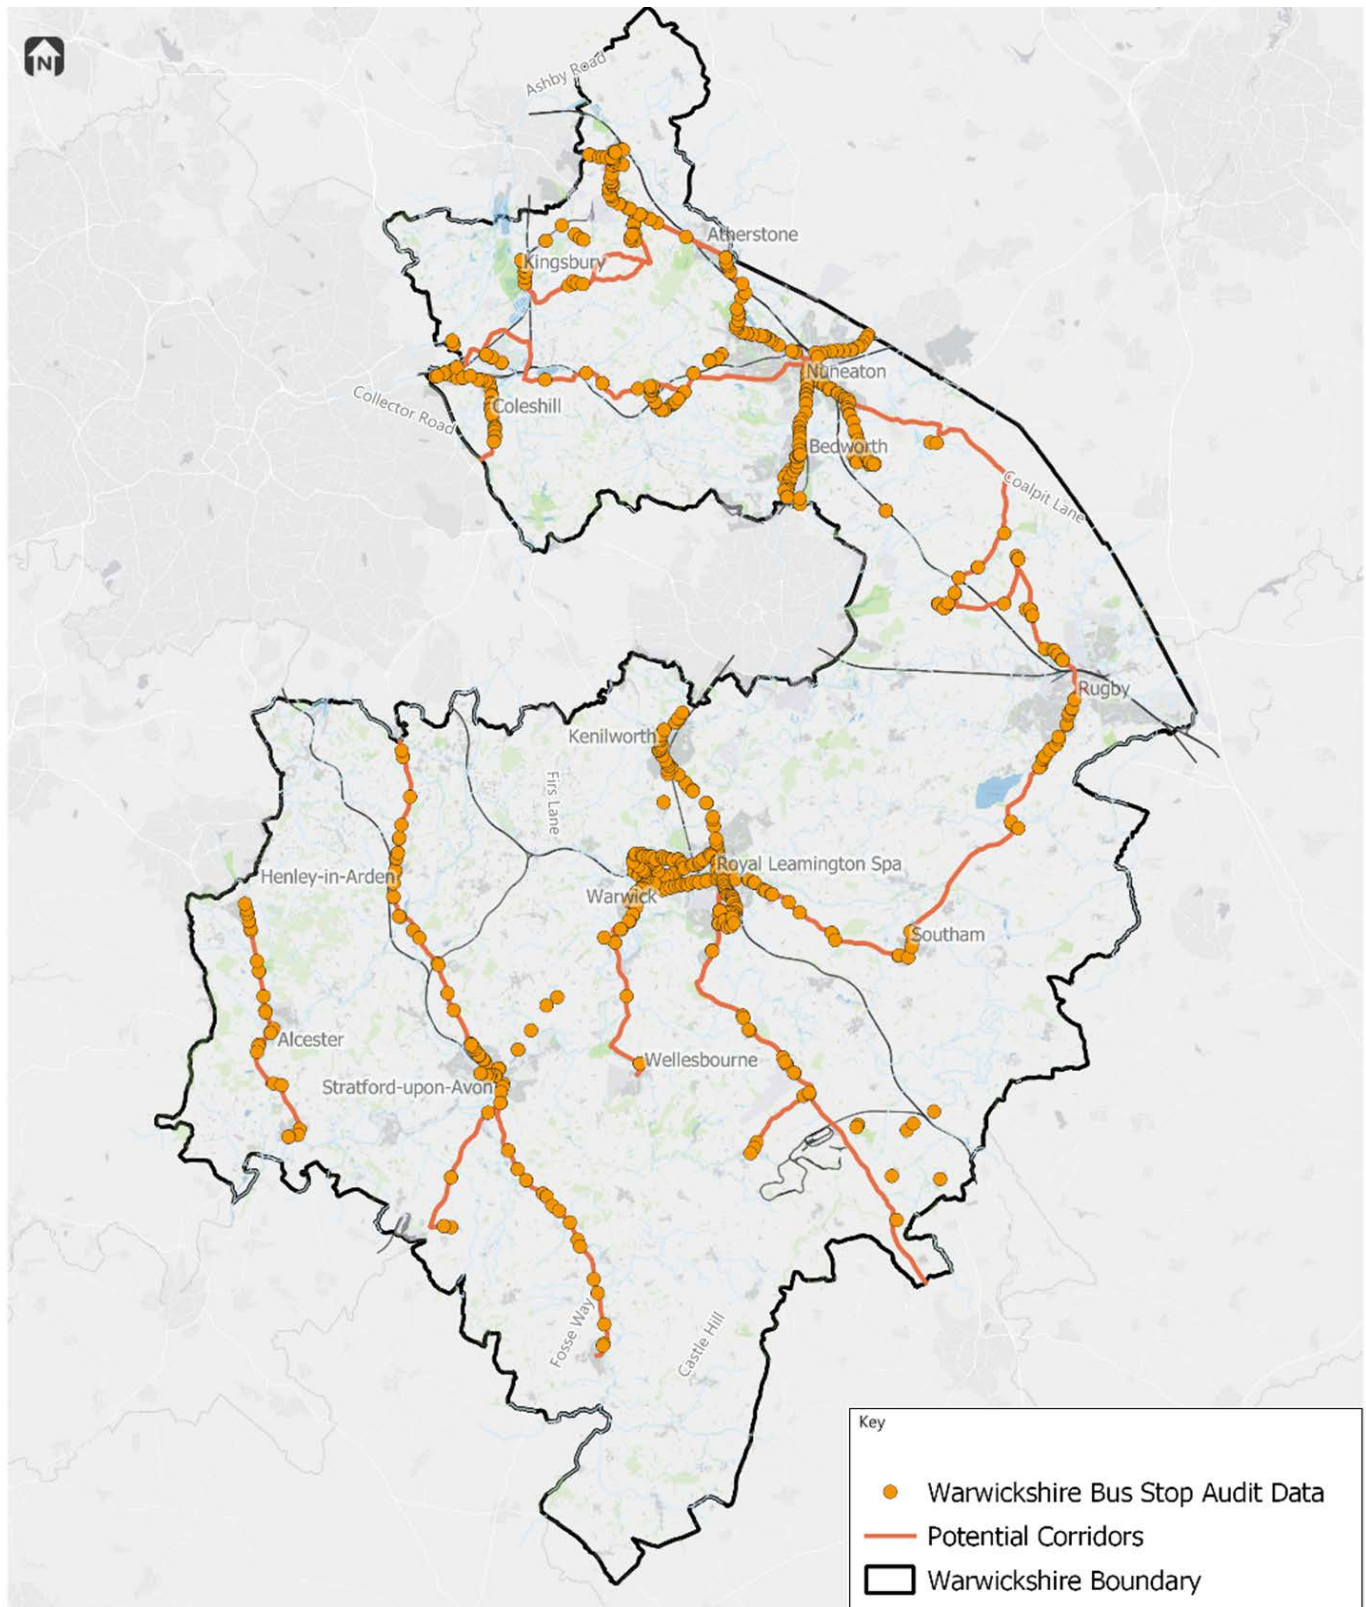 N
Ashby Road
Atherstone
Kingsbury
Nuneaton
Collector Road
Coleshill
Bedworth
Coalpit Lane
Rugby
Kenilworth
Firs Lane
Royal Leamington Spa
Henley-in-Arden
Warwick
Southam
Alcester
Wellesbourne
Stratford-upon-Avon
Fosse Way
Castle Hill
Key
Warwickshire Bus Stop Audit Data
Potential Corridors
Warwickshire Boundary